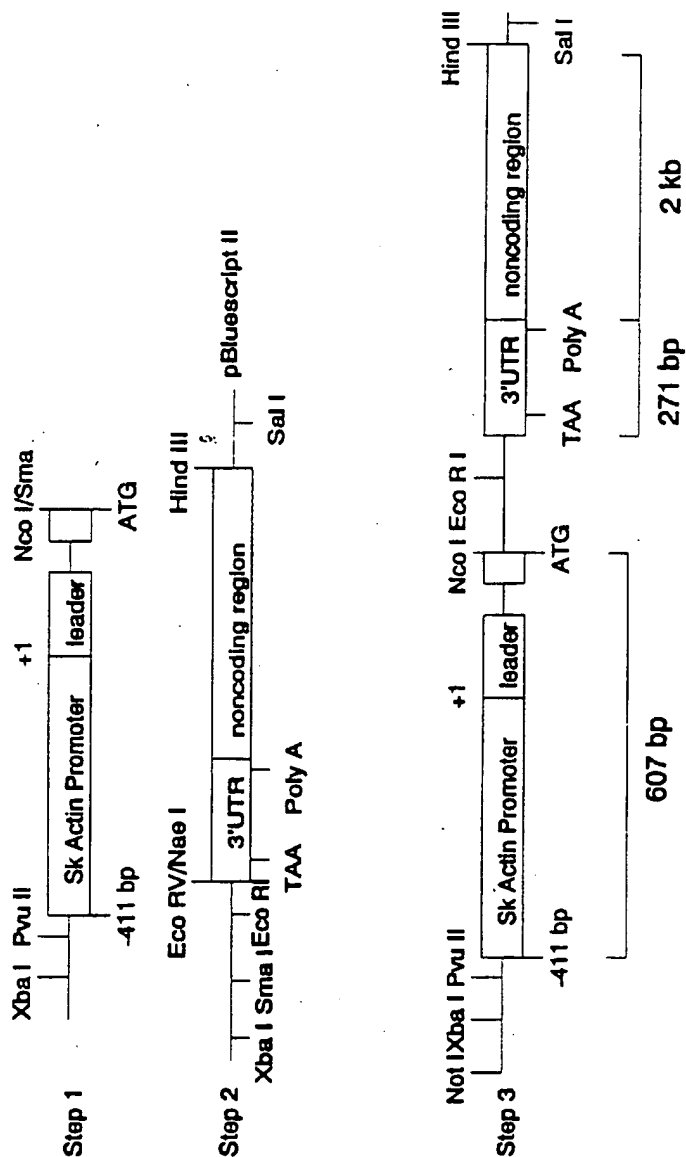 Step 1
Xba I Pvu II
+1
Nco I/Sma
Sk Actin Promoter
leader
-411 bp
ATG
Step 2
Eco RV/Nae I
Hind III
3'UTR
noncoding region
pBluescript II
Xba I Sma I Eco RI
TAA
Poly A
Sal I
Step 3
Not I Xba I Pvu II
+1
Nco I Eco R I
Hind III
Sk Actin Promoter
leader
3'UTR
noncoding region
-411 bp
ATG
TAA
Poly A
Sal I
607 bp
271 bp
2 kb